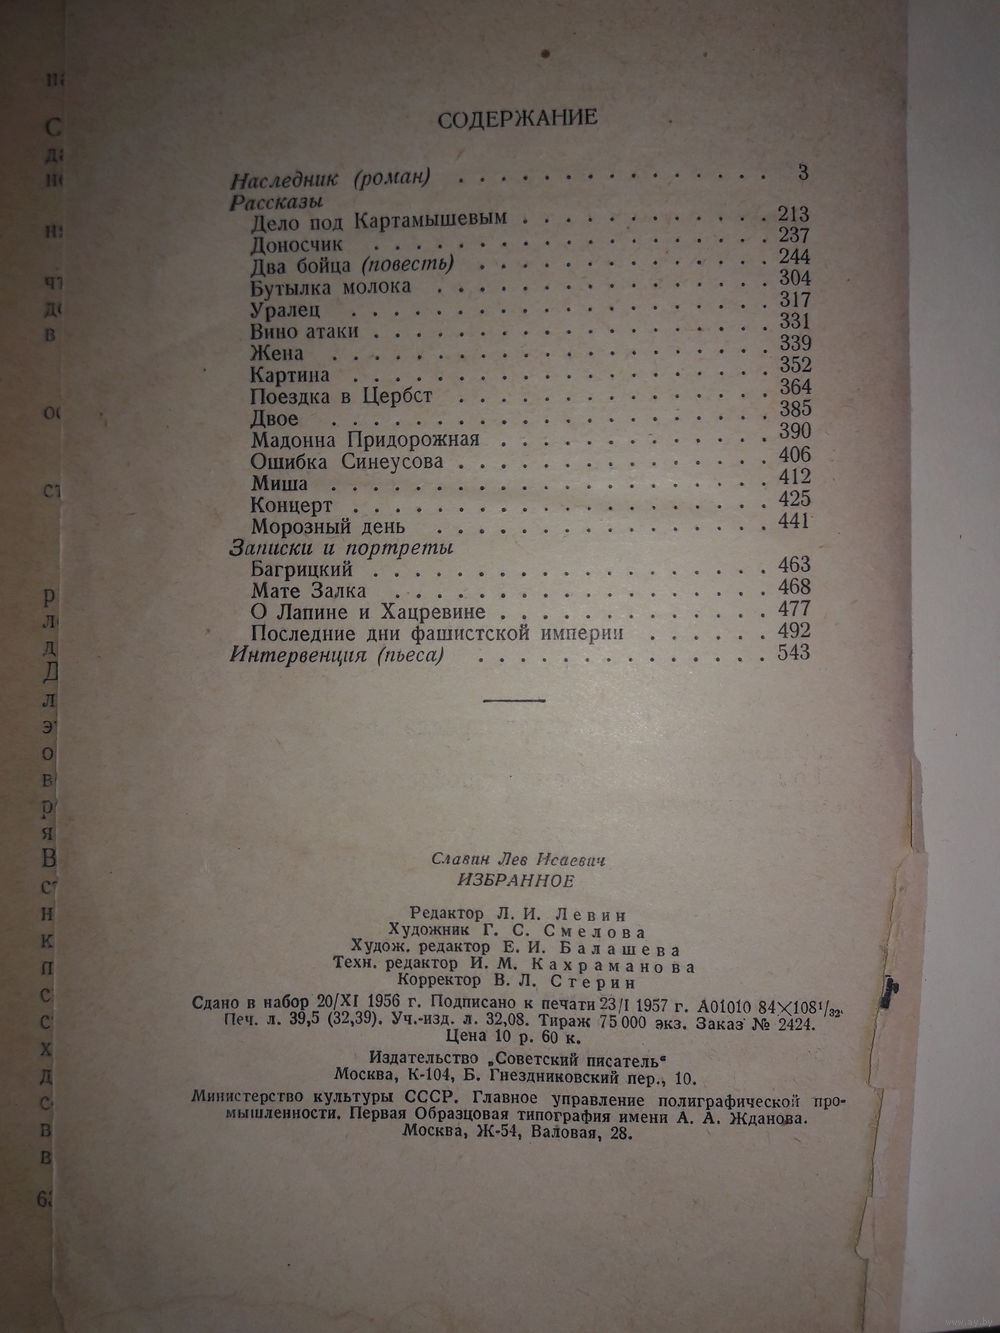 СОДЕРЖАНИЕ
Наследник (роман) . . . . . . . . . . . . . . . 3
Рассказы
Дело под Картамышевым . . . . . . . . . . . . 213
Доносчик . . . . . . . . . . . . . . . . . 237
Два бойца (повесть) . . . . . . . . . . . . . . 244
Бутылка молока . . . . . . . . . . . . . . . 304
Уралец . . . . . . . . . . . . . . . . . . 317
Вино атаки . . . . . . . . . . . . . . . . . 331
Жена . . . . . . . . . . . . . . . . . . . 339
Картина . . . . . . . . . . . . . . . . . . 352
Поездка в Цербст . . . . . . . . . . . . . . . 364
Двое . . . . . . . . . . . . . . . . . . . 385
Мадонна Придорожная . . . . . . . . . . . . . 390
Ошибка Синеусова . . . . . . . . . . . . . . . 406
Миша . . . . . . . . . . . . . . . . . . . 412
Концерт . . . . . . . . . . . . . . . . . . 425
Морозный день . . . . . . . . . . . . . . . 441
Записки и портреты
Багрицкий . . . . . . . . . . . . . . . . . 463
Мате Залка . . . . . . . . . . . . . . . . 468
О Лапине и Хацревине . . . . . . . . . . . . . 477
Последние дни фашистской империи . . . . . . 492
Интервенция (пьеса) . . . . . . . . . . . . . . 543
Славин Лев Исаевич
ИЗБРАННОЕ
Редактор Л. И. Левин
Художник Г. С. Смелова
Худож. редактор Е. И. Балашева
Техн. редактор И. М. Кахраманова
Корректор В. Л. Стерин
Сдано в набор 20/XI 1956 г. Подписано к печати 23/I 1957 г. А01010 84×108¹/₃₂.
Печ. л. 39,5 (32,39). Уч.-изд. л. 32,08. Тираж 75 000 экз. Заказ № 2424.
Цена 10 р. 60 к.
Издательство „Советский писатель“
Москва, К-104, Б. Гнездниковский пер., 10.
Министерство культуры СССР. Главное управление полиграфической про-
мышленности. Первая Образцовая типография имени А. А. Жданова.
Москва, Ж-54, Валовая, 28.
www.ay.by